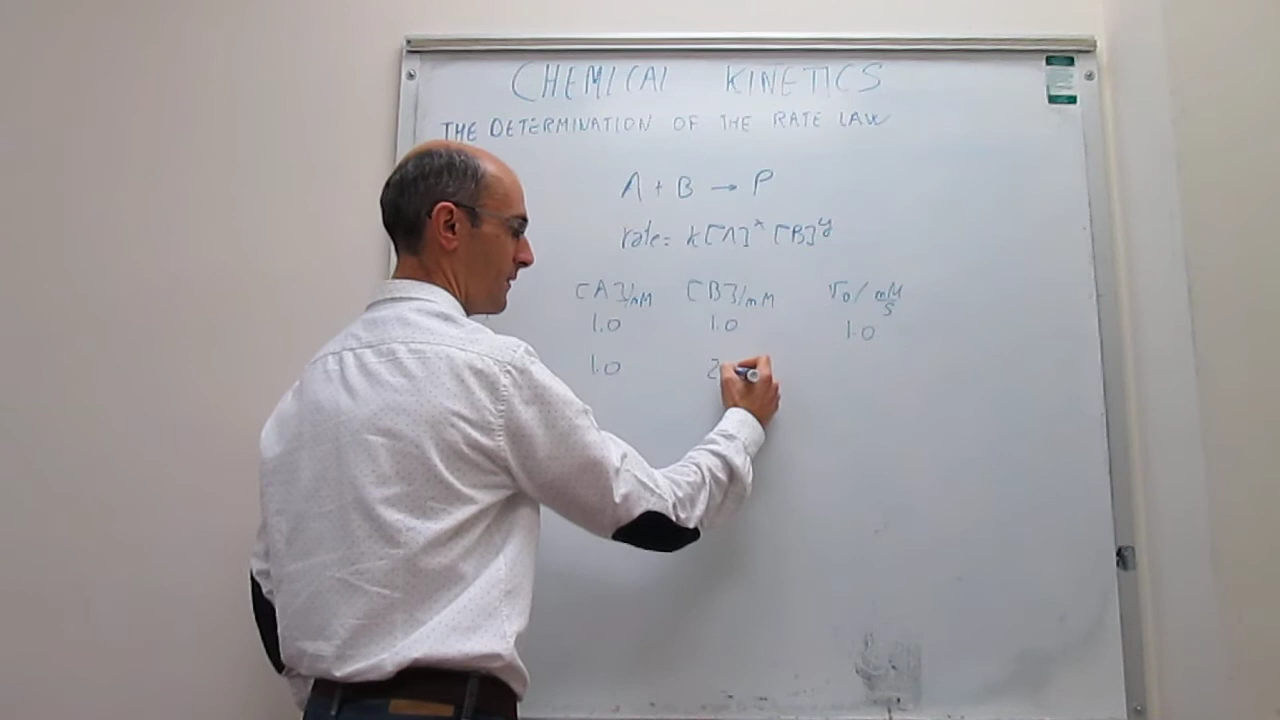 CHEMICAL KINETICS
THE DETERMINATION OF THE RATE LAW
A + B → P
rate = k[A]^x [B]^y
[A]/mM [B]/mM v₀/ mM/s
1.0 1.0 1.0
1.0 2